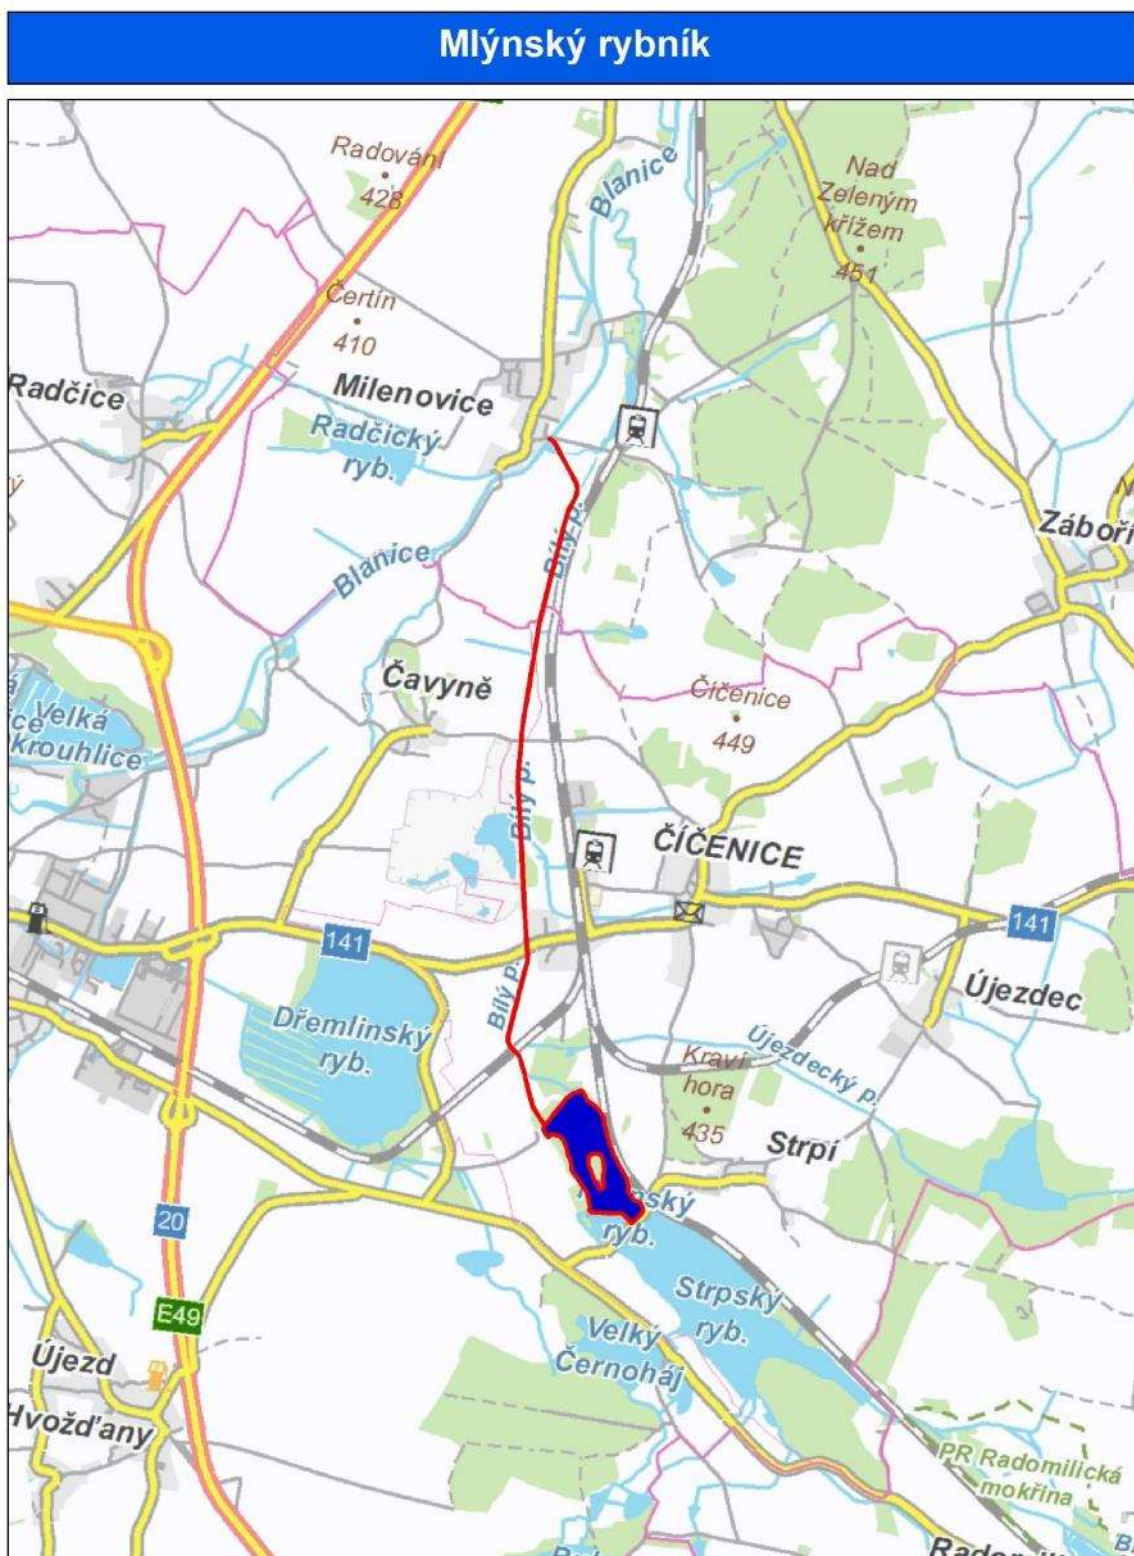 Mlýnský rybník
Radování
428
Blanice
Nad
Zeleným
křížem
451
Čertín
410
Radčice
Milenovice
Radčický
ryb.
Bílý p.
Záboří
Blanice
Čavyně
Číčenice
449
Velká
krouhlice
Bílý p.
ČÍČENICE
141
141
Bílý p.
Újezdec
Dřemlinský
ryb.
Újezdecký p.
Kraví
hora
435
Strpí
20
ryb.
Strpský
ryb.
E49
Velký
Černoháj
Újezd
Hvožďany
PR Radomilická
mokřina